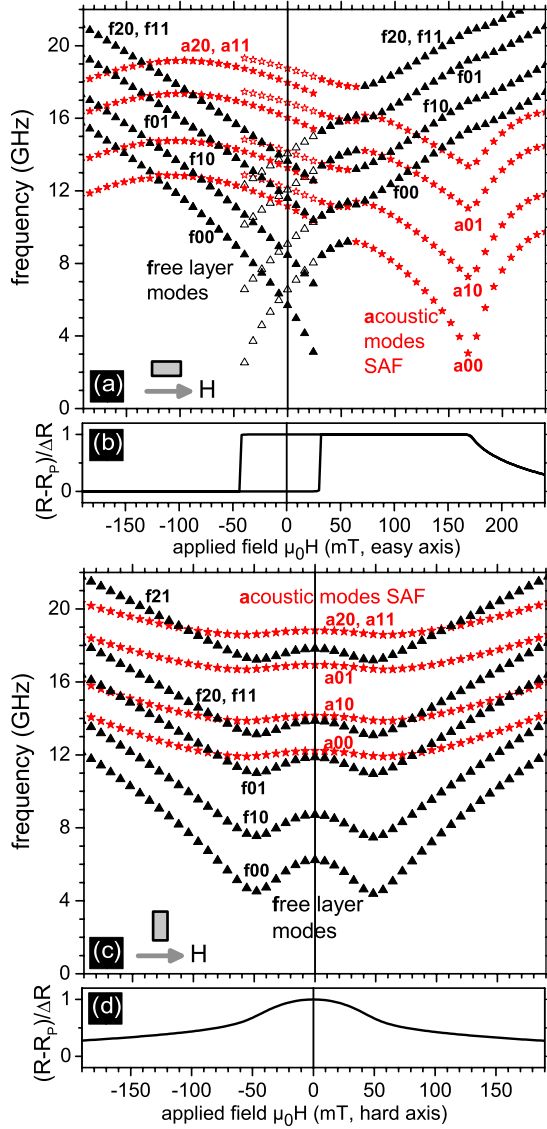 20
16
12
8
4
0
frequency (GHz)
f20, f11
a20, a11
f20, f11
f01
f01
f10
f10
f00
f00
free layer
modes
a01
acoustic
modes
SAF
a10
a00
(a)
H
(b)
1
0
(R-RP)/ΔR
-150 -100 -50 0 50 100 150 200
applied field µ0H (mT, easy axis)
20
16
12
8
4
0
frequency (GHz)
f21
acoustic modes SAF
a20, a11
a01
f20, f11
a10
a00
f01
f10
f00
free layer
modes
(c)
H
(d)
1
0
(R-RP)/ΔR
-150 -100 -50 0 50 100 150
applied field µ0H (mT, hard axis)